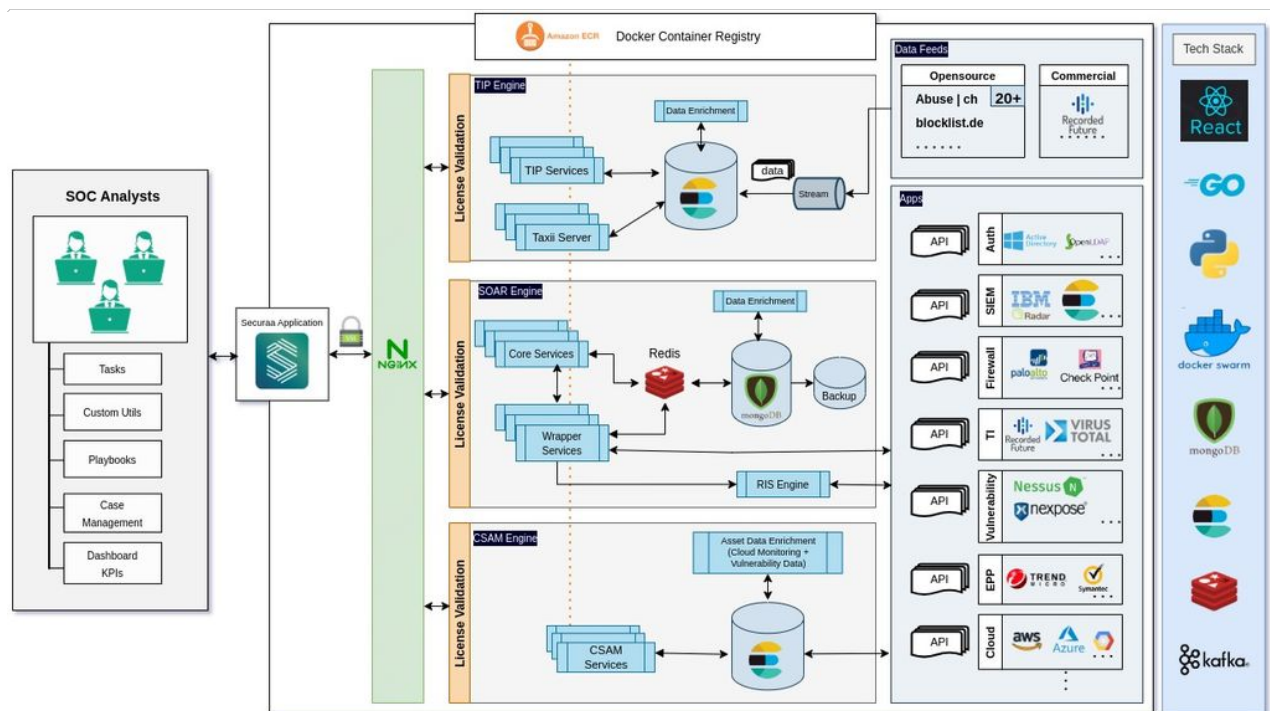 Amazon ECR
Docker Container Registry
SOC Analysts
Tasks
Custom Utils
Playbooks
Case
Management
Dashboard
KPIs
Securaa Application
NGINX
TIP Engine
License Validation
Data Enrichment
TIP Services
Taxii Server
data
Stream
SOAR Engine
License Validation
Data Enrichment
Core Services
Redis
mongoDB
Backup
Wrapper
Services
RIS Engine
CSAM Engine
License Validation
Asset Data Enrichment
(Cloud Monitoring +
Vulnerability Data)
CSAM
Services
Data Feeds
Opensource
Abuse | ch
20+
blocklist.de
. . . . . .
Commercial
Recorded
Future
. . . . . .
Apps
API
Auth
Active
Directory
OpenLDAP
. . .
API
SIEM
IBM
Radar
. . .
API
Firewall
paloalto
Check Point
. . .
API
TI
Recorded
Future
VIRUS
TOTAL
. . .
API
Vulnerability
Nessus N
nexpose®
. . .
API
EPP
TREND
MICRO
Symantec
. . .
API
Cloud
aws
Azure
. . .
Tech Stack
React
GO
docker swarm
mongoDB
kafka®